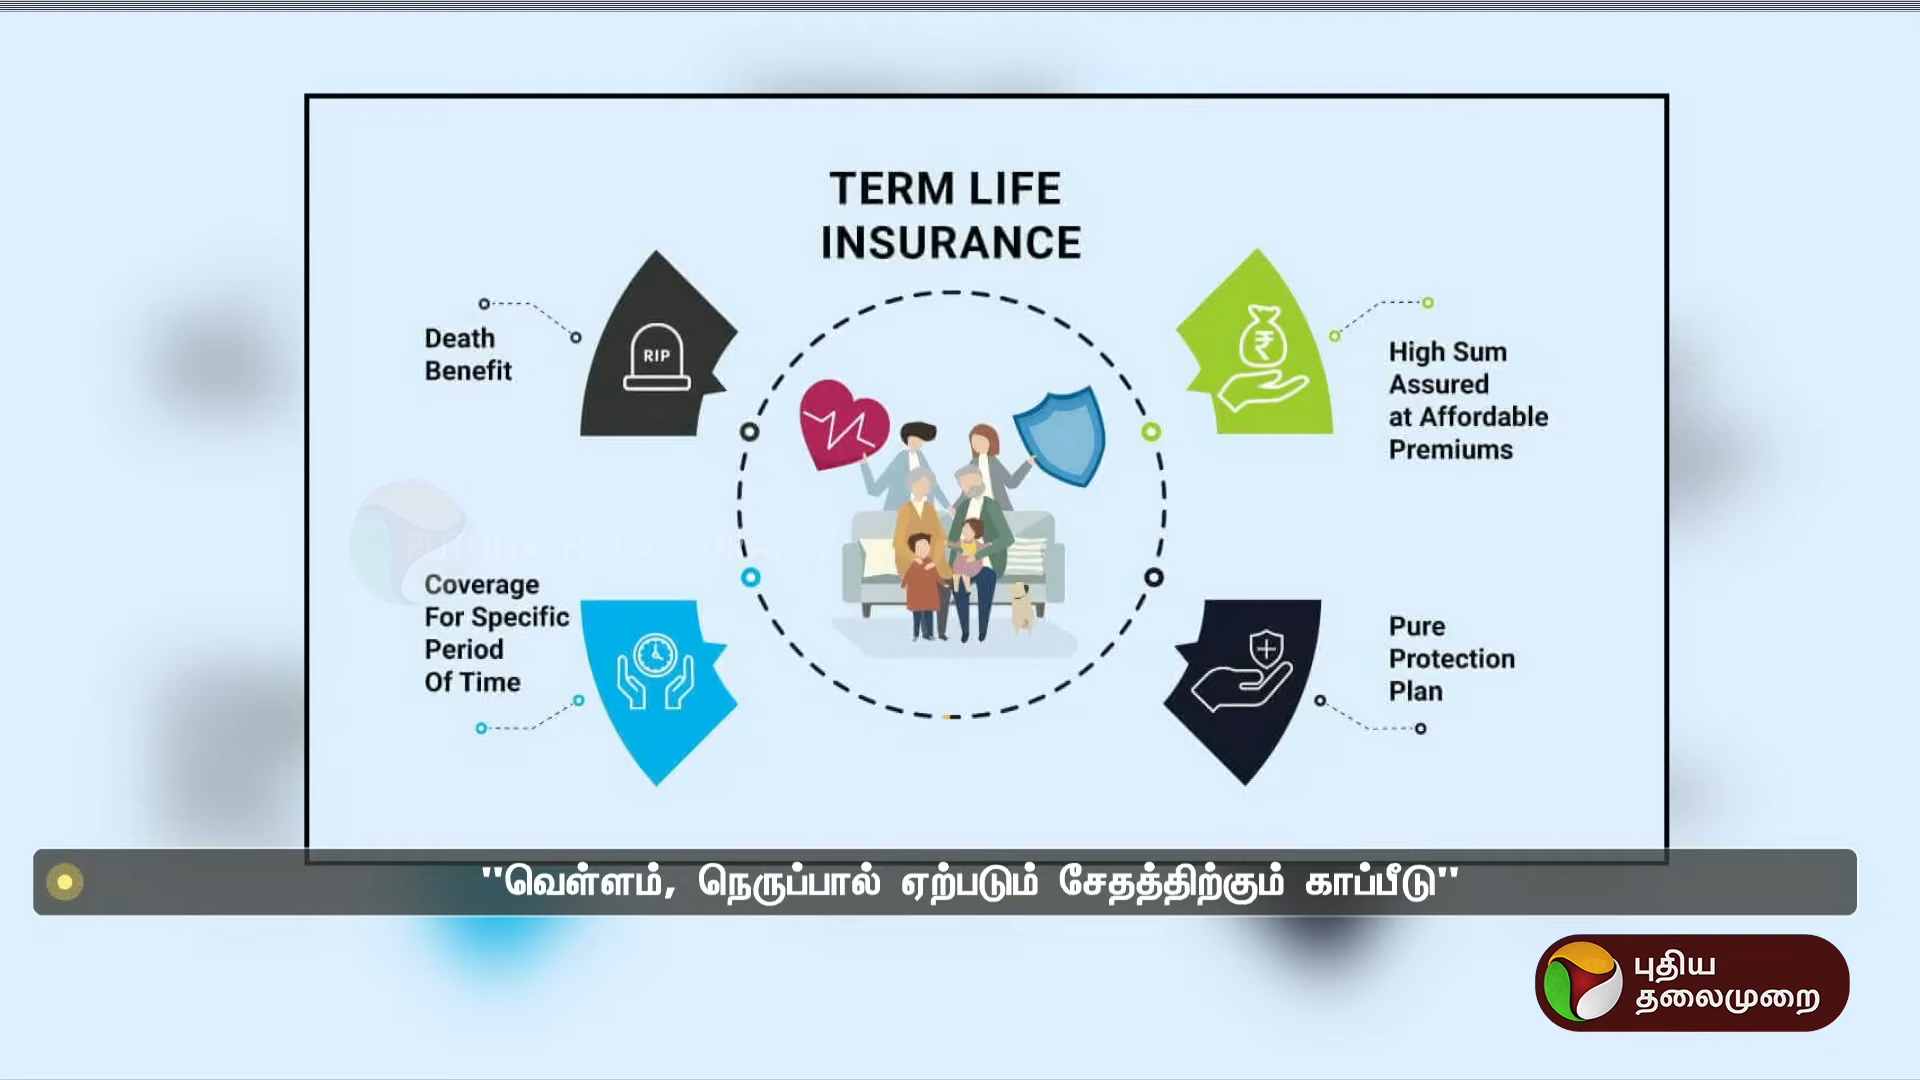 TERM LIFE
INSURANCE
Death
Benefit
RIP
₹
High Sum
Assured
at Affordable
Premiums
Coverage
For Specific
Period
Of Time
Pure
Protection
Plan
"வெள்ளம், நெருப்பால் ஏற்படும் சேதத்திற்கும் காப்பீடு"
புதிய
தலைமுறை